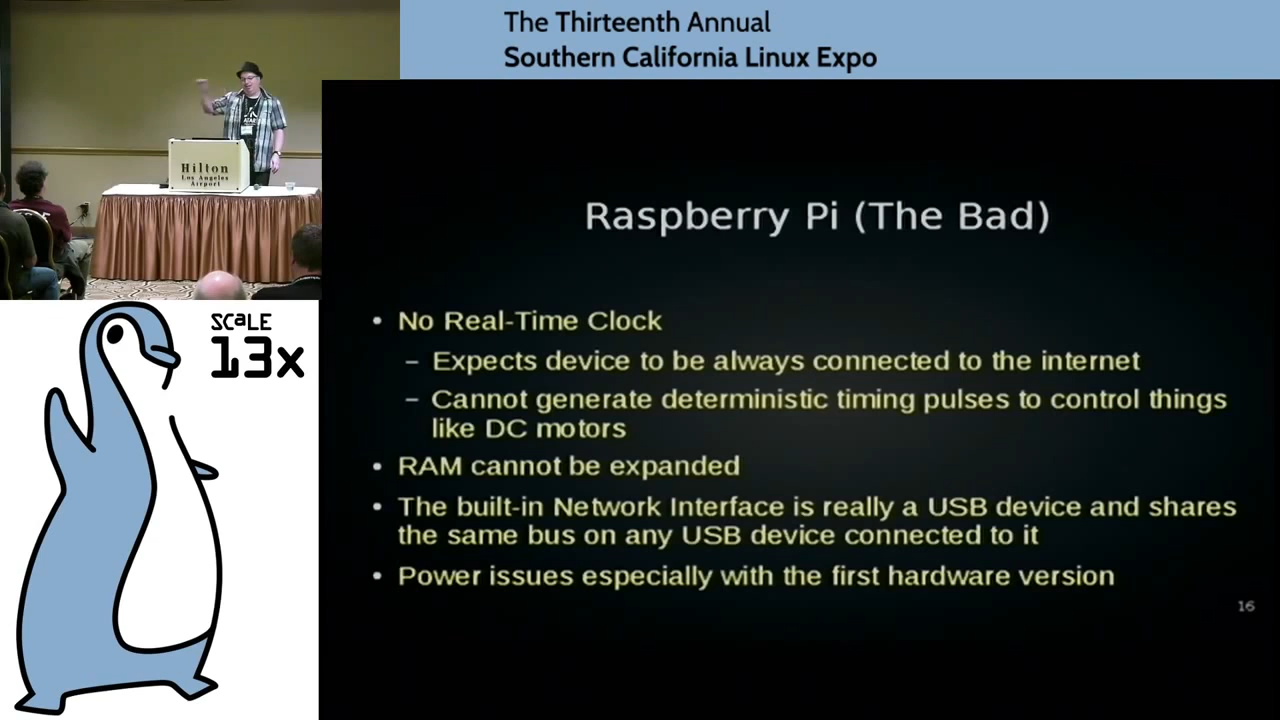 The Thirteenth Annual
Southern California Linux Expo
Hilton
Los Angeles
Airport
ATARI
SCaLE
13x
Raspberry Pi (The Bad)
• No Real-Time Clock
– Expects device to be always connected to the internet
– Cannot generate deterministic timing pulses to control things
like DC motors
• RAM cannot be expanded
• The built-in Network Interface is really a USB device and shares
the same bus on any USB device connected to it
• Power issues especially with the first hardware version
16